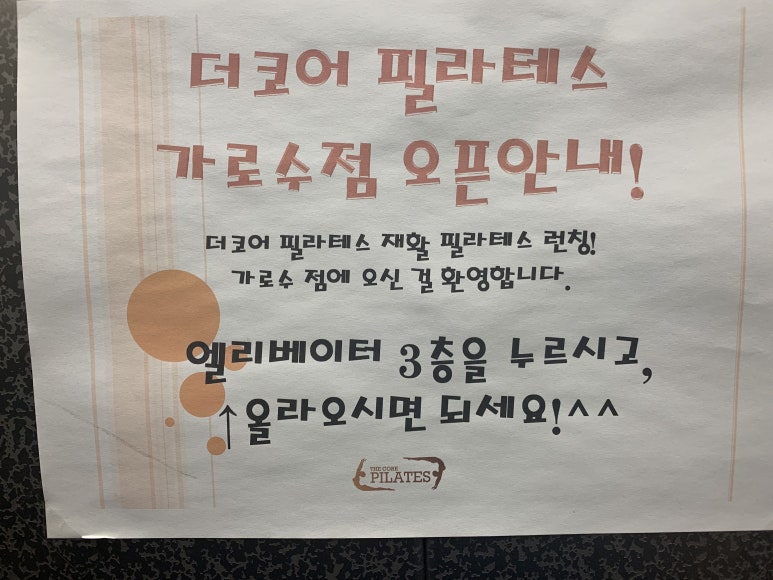 더코어 필라테스
가로수점 오픈안내!
더코어 필라테스 재활 필라테스 런칭!
가로수 점에 오신 걸 환영합니다.
엘리베이터 3층을 누르시고,
↑올라오시면 되세요!^^
THE CORE
PILATES